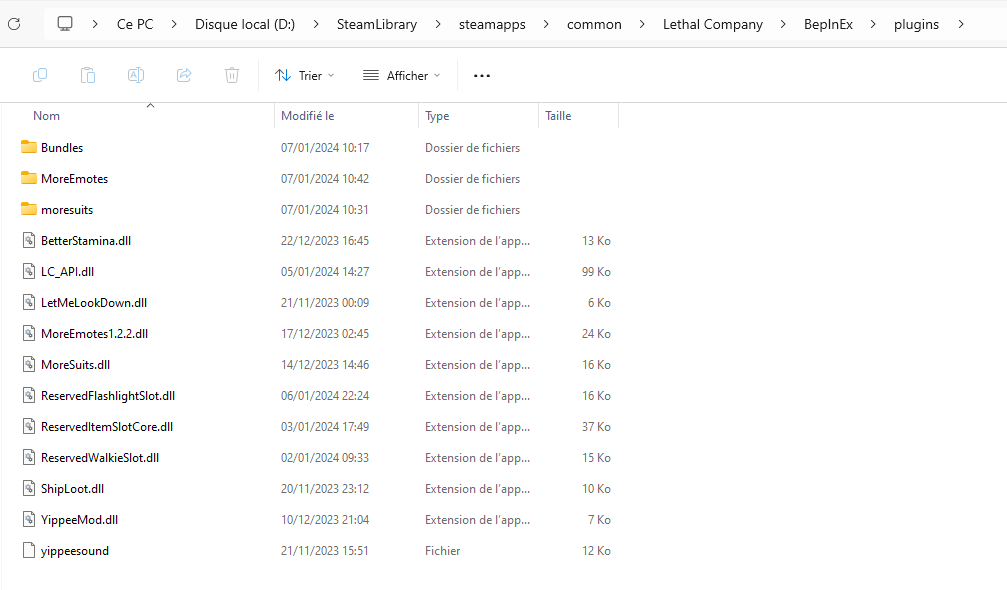 Ce PC > Disque local (D:) > SteamLibrary > steamapps > common > Lethal Company > BepInEx > plugins >
Trier Afficher ...
Nom Modifié le Type Taille
Bundles 07/01/2024 10:17 Dossier de fichiers
MoreEmotes 07/01/2024 10:42 Dossier de fichiers
moresuits 07/01/2024 10:31 Dossier de fichiers
BetterStamina.dll 22/12/2023 16:45 Extension de l'app... 13 Ko
LC_API.dll 05/01/2024 14:27 Extension de l'app... 99 Ko
LetMeLookDown.dll 21/11/2023 00:09 Extension de l'app... 6 Ko
MoreEmotes1.2.2.dll 17/12/2023 02:45 Extension de l'app... 24 Ko
MoreSuits.dll 14/12/2023 14:46 Extension de l'app... 16 Ko
ReservedFlashlightSlot.dll 06/01/2024 22:24 Extension de l'app... 16 Ko
ReservedItemSlotCore.dll 03/01/2024 17:49 Extension de l'app... 37 Ko
ReservedWalkieSlot.dll 02/01/2024 09:33 Extension de l'app... 15 Ko
ShipLoot.dll 20/11/2023 23:12 Extension de l'app... 10 Ko
YippeeMod.dll 10/12/2023 21:04 Extension de l'app... 7 Ko
yippeesound 21/11/2023 15:51 Fichier 12 Ko